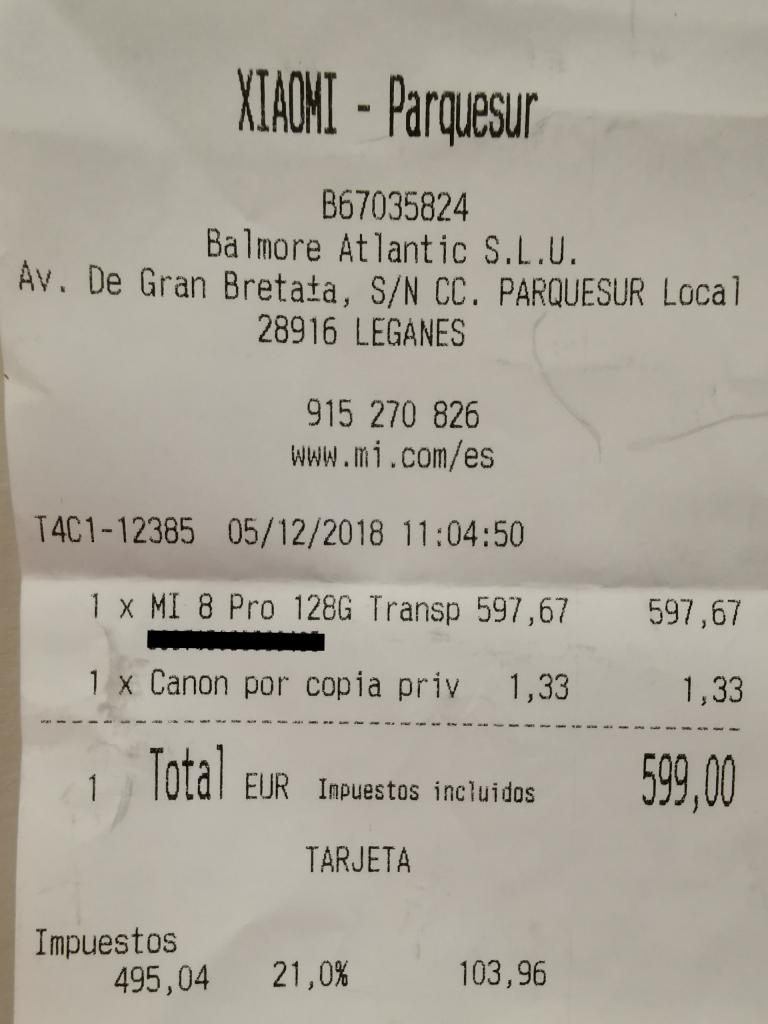 XIAOMI - Parquesur
B67035824
Balmore Atlantic S.L.U.
Av. De Gran Breta±a, S/N CC. PARQUESUR Local
28916 LEGANES
915 270 826
www.mi.com/es
T4C1-12385 05/12/2018 11:04:50
1 x MI 8 Pro 128G Transp 597,67 597,67
1 x Canon por copia priv 1,33 1,33
1 Total EUR Impuestos incluidos 599,00
TARJETA
Impuestos
495,04 21,0% 103,96